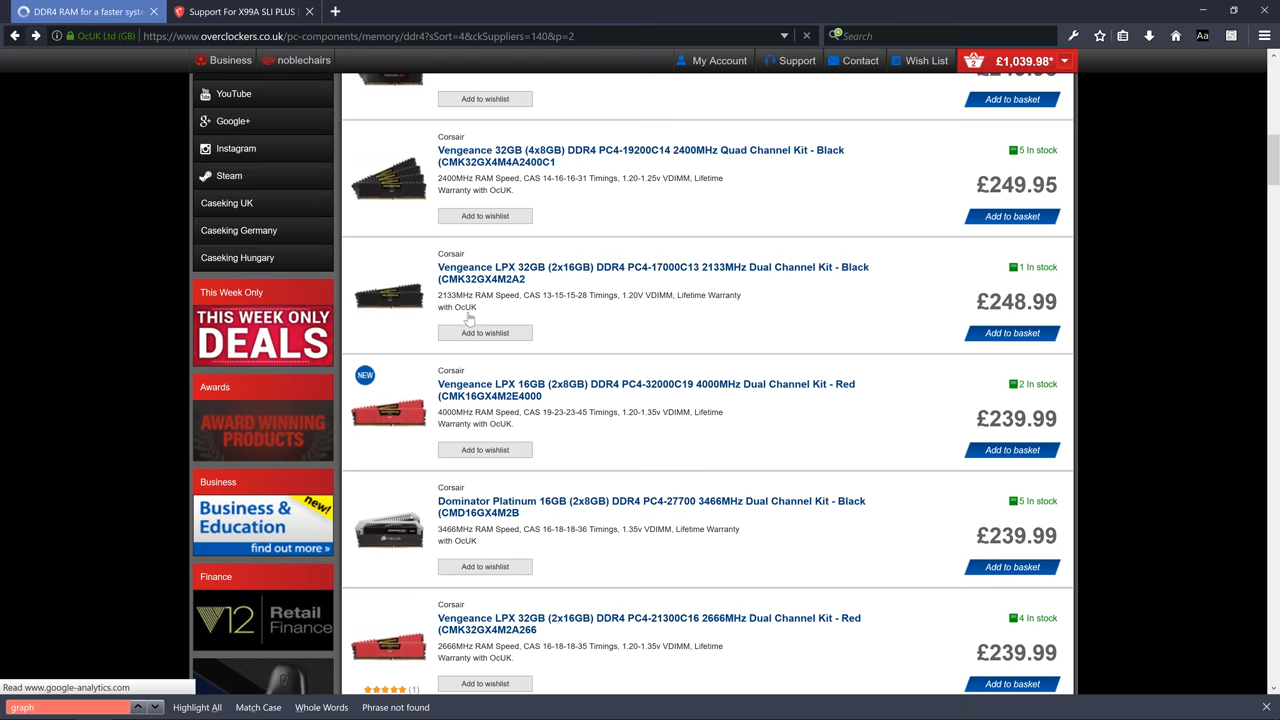 DDR4 RAM for a faster syste
Support For X99A SLI PLUS
OcUK Ltd (GB)
https://www.overclockers.co.uk/pc-components/memory/ddr4?sSort=4&ckSuppliers=140&p=2
Search
Business
noblechairs
My Account
Support
Contact
Wish List
2
£1,039.98*
YouTube
Google+
Instagram
Steam
Caseking UK
Caseking Germany
Caseking Hungary
This Week Only
THIS WEEK ONLY
DEALS
Awards
AWARD WINNING
PRODUCTS
Business
new!
Business &
Education
find out more »
Finance
V12 Retail
Finance
Add to wishlist
Add to basket
Corsair
Vengeance 32GB (4x8GB) DDR4 PC4-19200C14 2400MHz Quad Channel Kit - Black
(CMK32GX4M4A2400C1
5 In stock
2400MHz RAM Speed, CAS 14-16-16-31 Timings, 1.20-1.25v VDIMM, Lifetime
Warranty with OcUK.
£249.95
Add to wishlist
Add to basket
Corsair
Vengeance LPX 32GB (2x16GB) DDR4 PC4-17000C13 2133MHz Dual Channel Kit - Black
(CMK32GX4M2A2
1 In stock
2133MHz RAM Speed, CAS 13-15-15-28 Timings, 1.20V VDIMM, Lifetime Warranty
with OcUK
£248.99
Add to wishlist
Add to basket
NEW
Corsair
Vengeance LPX 16GB (2x8GB) DDR4 PC4-32000C19 4000MHz Dual Channel Kit - Red
(CMK16GX4M2E4000
2 In stock
4000MHz RAM Speed, CAS 19-23-23-45 Timings, 1.20-1.35v VDIMM, Lifetime
Warranty with OcUK.
£239.99
Add to wishlist
Add to basket
Corsair
Dominator Platinum 16GB (2x8GB) DDR4 PC4-27700 3466MHz Dual Channel Kit - Black
(CMD16GX4M2B
5 In stock
3466MHz RAM Speed, CAS 16-18-18-36 Timings, 1.35v VDIMM, Lifetime Warranty
with OcUK
£239.99
Add to wishlist
Add to basket
Corsair
Vengeance LPX 32GB (2x16GB) DDR4 PC4-21300C16 2666MHz Dual Channel Kit - Red
(CMK32GX4M2A266
4 In stock
2666MHz RAM Speed, CAS 16-18-18-35 Timings, 1.20-1.35v VDIMM, Lifetime
Warranty with OcUK.
£239.99
(1)
Add to wishlist
Add to basket
Read www.google-analytics.com
graph
Highlight All
Match Case
Whole Words
Phrase not found